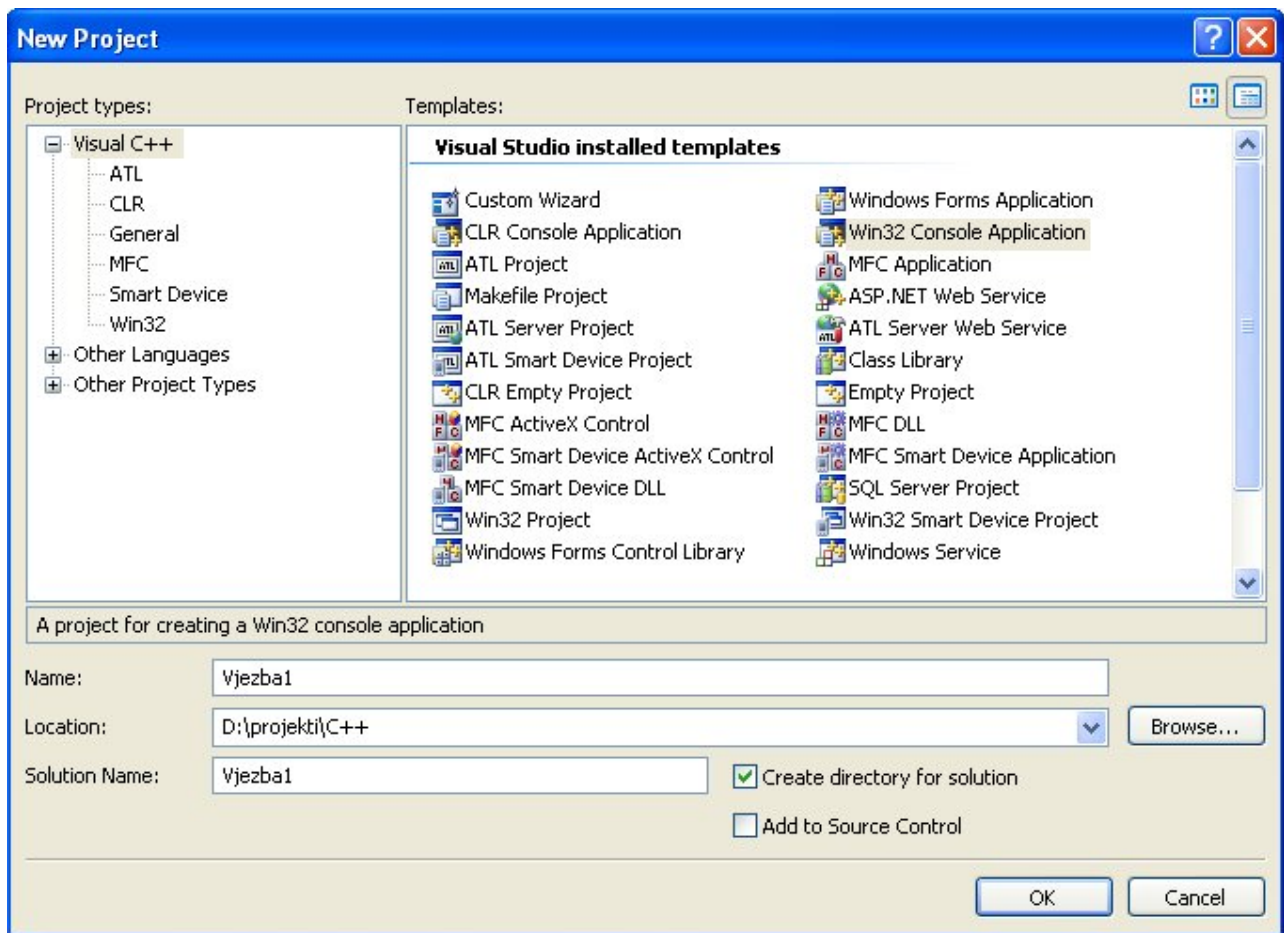 New Project
Project types:
Templates:
Visual C++
ATL
CLR
General
MFC
Smart Device
Win32
Other Languages
Other Project Types
Visual Studio installed templates
Custom Wizard
Windows Forms Application
CLR Console Application
Win32 Console Application
ATL Project
MFC Application
Makefile Project
ASP.NET Web Service
ATL Server Project
ATL Server Web Service
ATL Smart Device Project
Class Library
CLR Empty Project
Empty Project
MFC ActiveX Control
MFC DLL
MFC Smart Device ActiveX Control
MFC Smart Device Application
MFC Smart Device DLL
SQL Server Project
Win32 Project
Win32 Smart Device Project
Windows Forms Control Library
Windows Service
A project for creating a Win32 console application
Name:
Vjezba1
Location:
D:\projekti\C++
Browse...
Solution Name:
Vjezba1
Create directory for solution
Add to Source Control
OK
Cancel